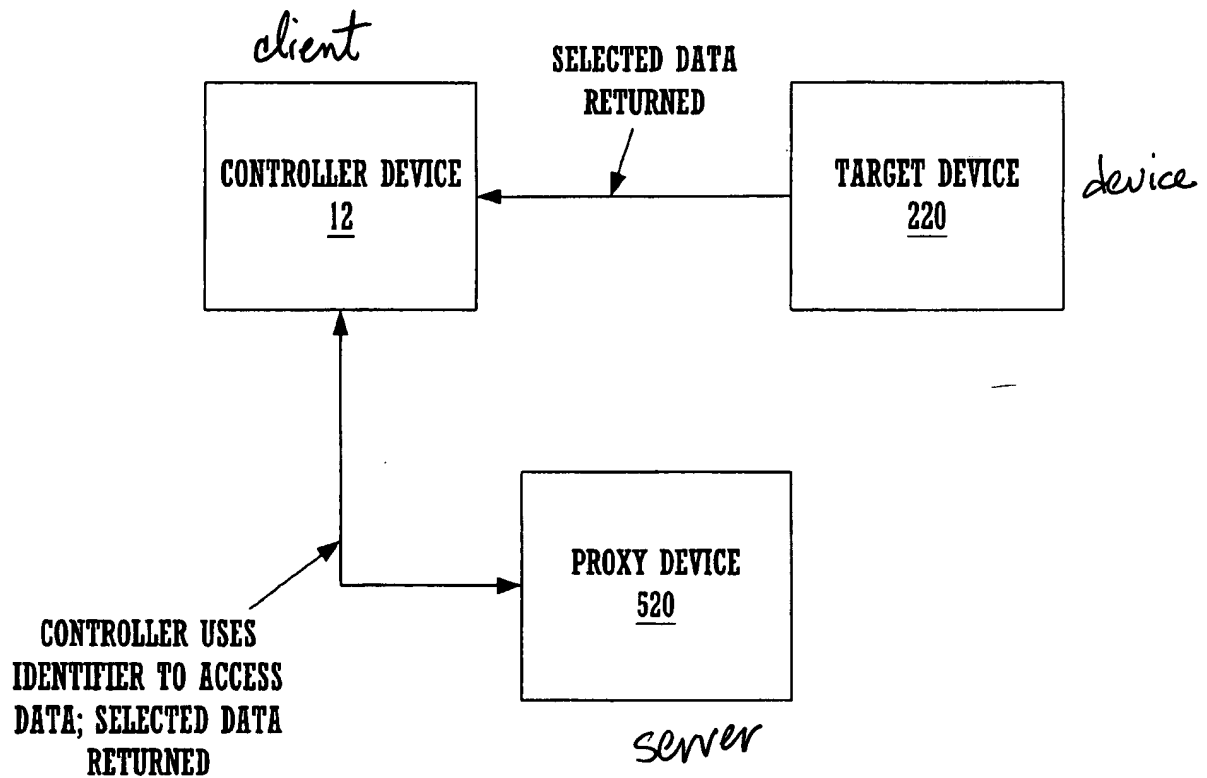 client
SELECTED DATA
RETURNED
CONTROLLER DEVICE
12
TARGET DEVICE
220
device
PROXY DEVICE
520
CONTROLLER USES
IDENTIFIER TO ACCESS
DATA; SELECTED DATA
RETURNED
server